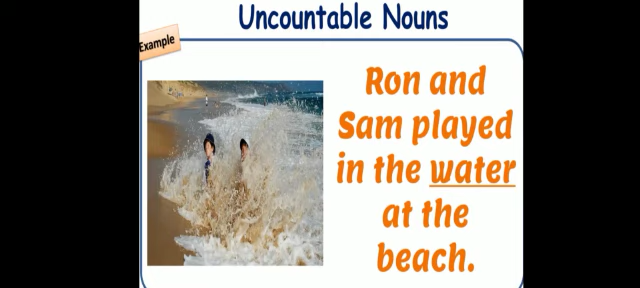 Uncountable Nouns
Example
Ron and
Sam played
in the water
at the
beach.